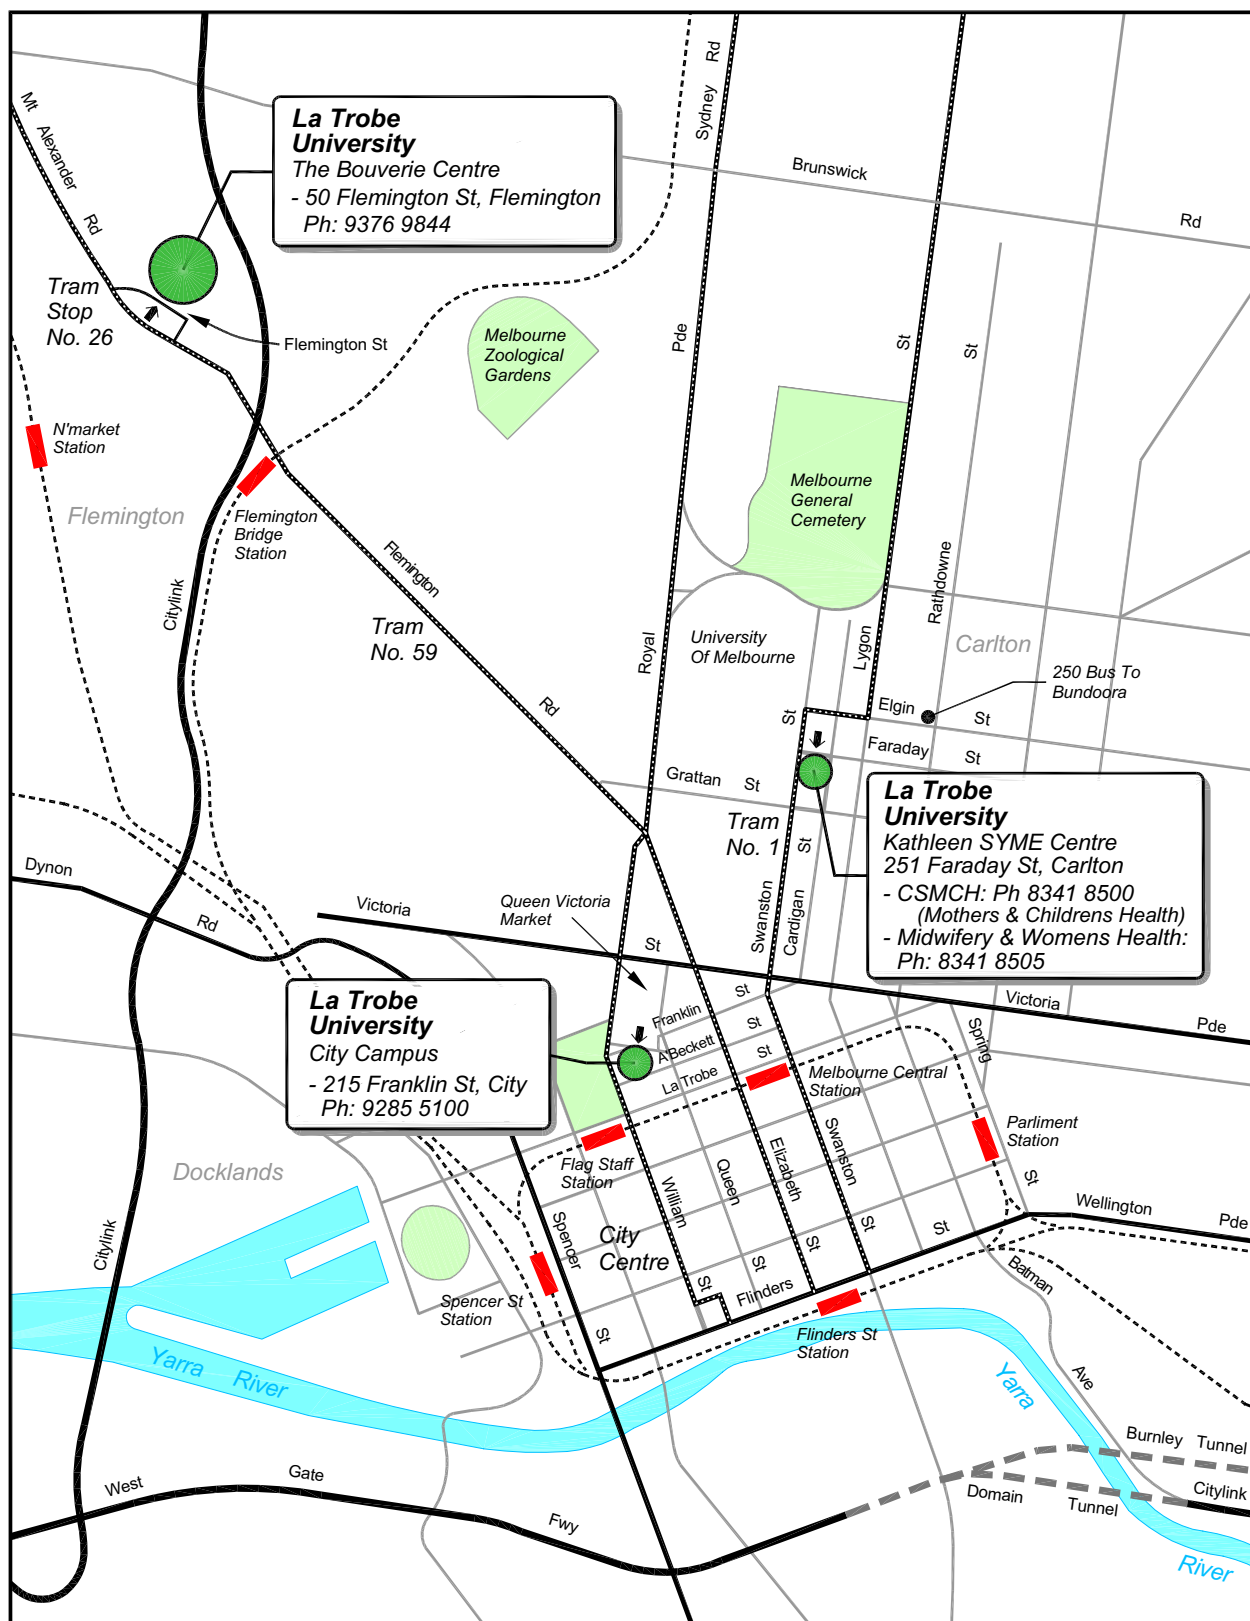 Mt Alexander Rd
La Trobe
University
The Bouverie Centre
- 50 Flemington St, Flemington
Ph: 9376 9844
Sydney Rd
Brunswick Rd
Tram
Stop
No. 26
Flemington St
Melbourne
Zoological
Gardens
Pde
St
St
N'market
Station
Flemington
Flemington
Bridge
Station
Melbourne
General
Cemetery
Citylink
Flemington Rd
Tram
No. 59
Royal
University
Of Melbourne
Lygon
Rathdowne
Carlton
250 Bus To
Bundoora
Elgin St
St
Faraday St
Grattan St
Tram
No. 1
St
Swanston
Cardigan
La Trobe
University
Kathleen SYME Centre
251 Faraday St, Carlton
- CSMCH: Ph 8341 8500
(Mothers & Childrens Health)
- Midwifery & Womens Health:
Ph: 8341 8505
Dynon Rd
Victoria St
Queen Victoria
Market
Victoria Pde
La Trobe
University
City Campus
- 215 Franklin St, City
Ph: 9285 5100
Franklin St
A'Beckett St
La Trobe St
Spring St
Melbourne Central
Station
Parliment
Station
Flag Staff
Station
Docklands
William St
Queen St
Elizabeth St
Swanston St
Spencer St
City
Centre
Wellington Pde
Citylink
Spencer St
Station
Flinders St
Flinders St
Station
Batman Ave
Yarra River
Yarra River
West Gate Fwy
Burnley Tunnel
Domain Tunnel
Citylink